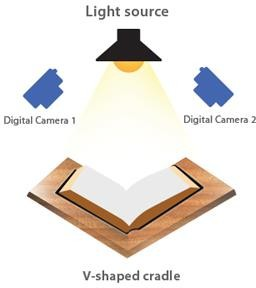 Light source
Digital Camera 1
Digital Camera 2
V-shaped cradle